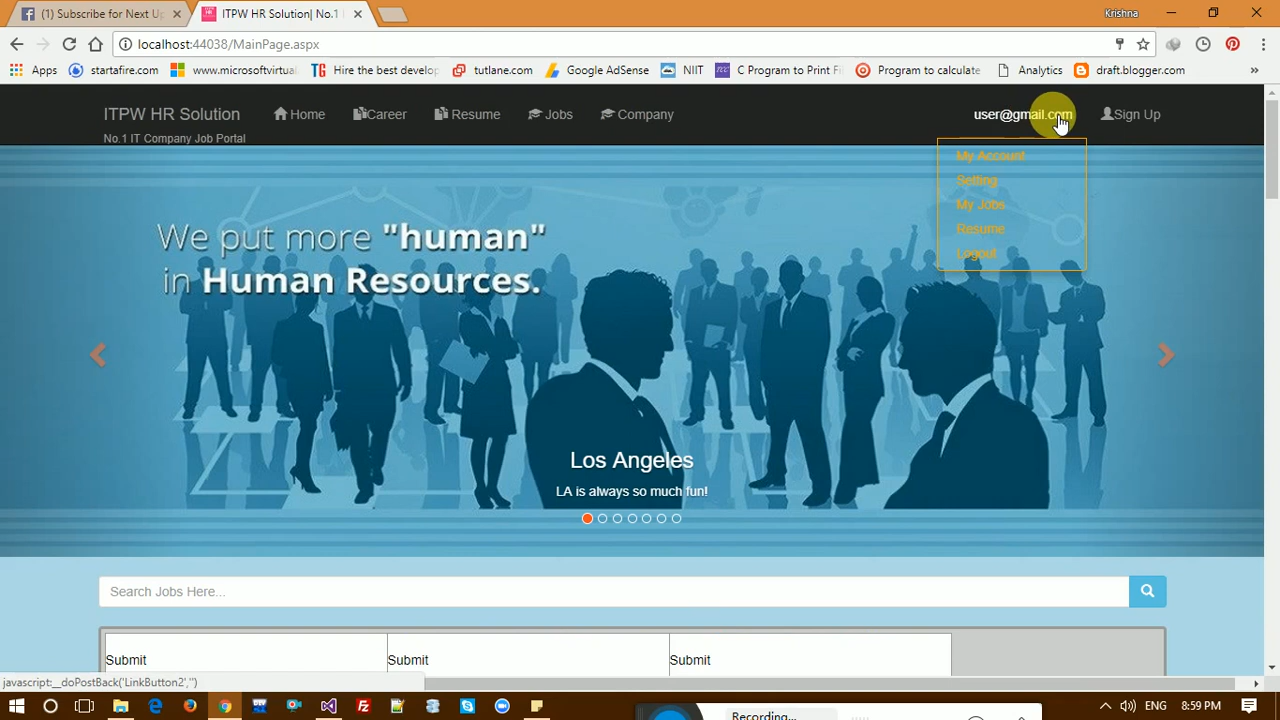 (1) Subscribe for Next Up
ITPW HR Solution| No.1
Krishna
localhost:44038/MainPage.aspx
Apps startafire.com www.microsoftvirtua Hire the best develop tutlane.com Google AdSense NIIT C Program to Print Program to calculate Analytics draft.blogger.com »
ITPW HR Solution Home Career Resume Jobs Company user@gmail.com Sign Up
No.1 IT Company Job Portal
My Account
Setting
My Jobs
Resume
Logout
We put more "human"
in Human Resources.
Los Angeles
LA is always so much fun!
Search Jobs Here...
Submit Submit Submit
javascript:__doPostBack('LinkButton2','')
ENG 8:59 PM
Recording...